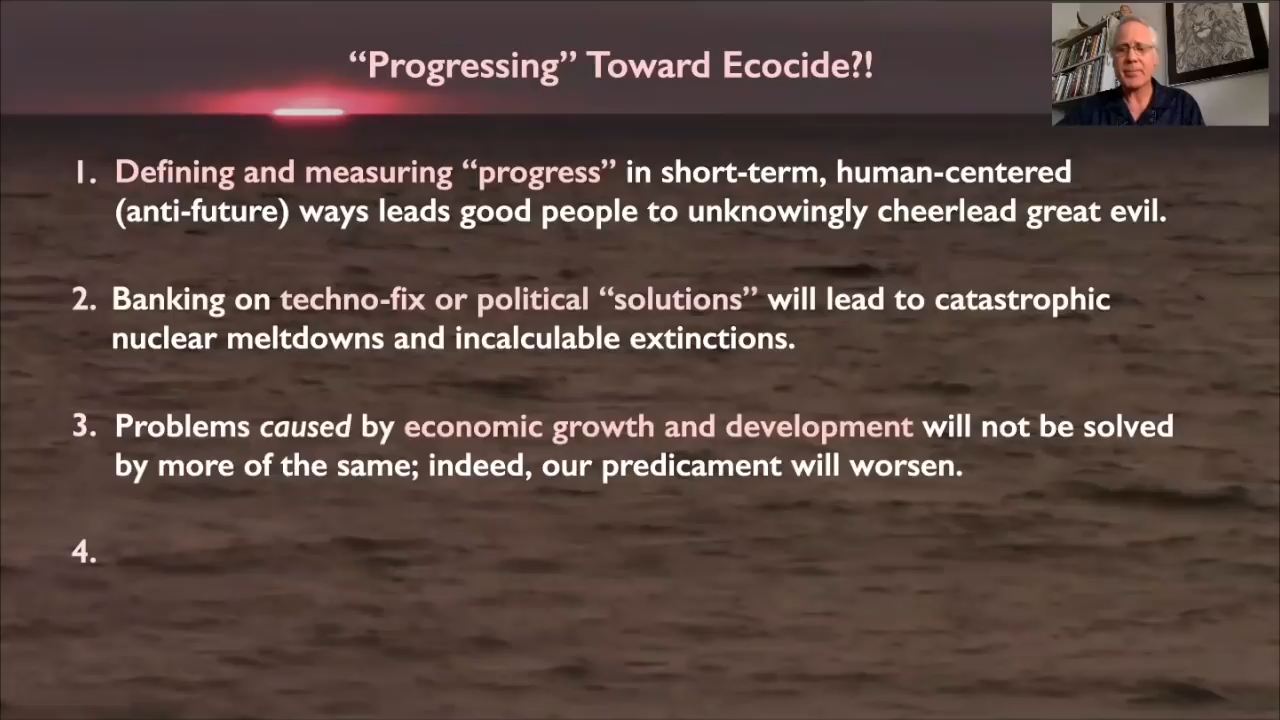 “Progressing” Toward Ecocide?!
1. Defining and measuring “progress” in short-term, human-centered
(anti-future) ways leads good people to unknowingly cheerlead great evil.
2. Banking on techno-fix or political “solutions” will lead to catastrophic
nuclear meltdowns and incalculable extinctions.
3. Problems caused by economic growth and development will not be solved
by more of the same; indeed, our predicament will worsen.
4.